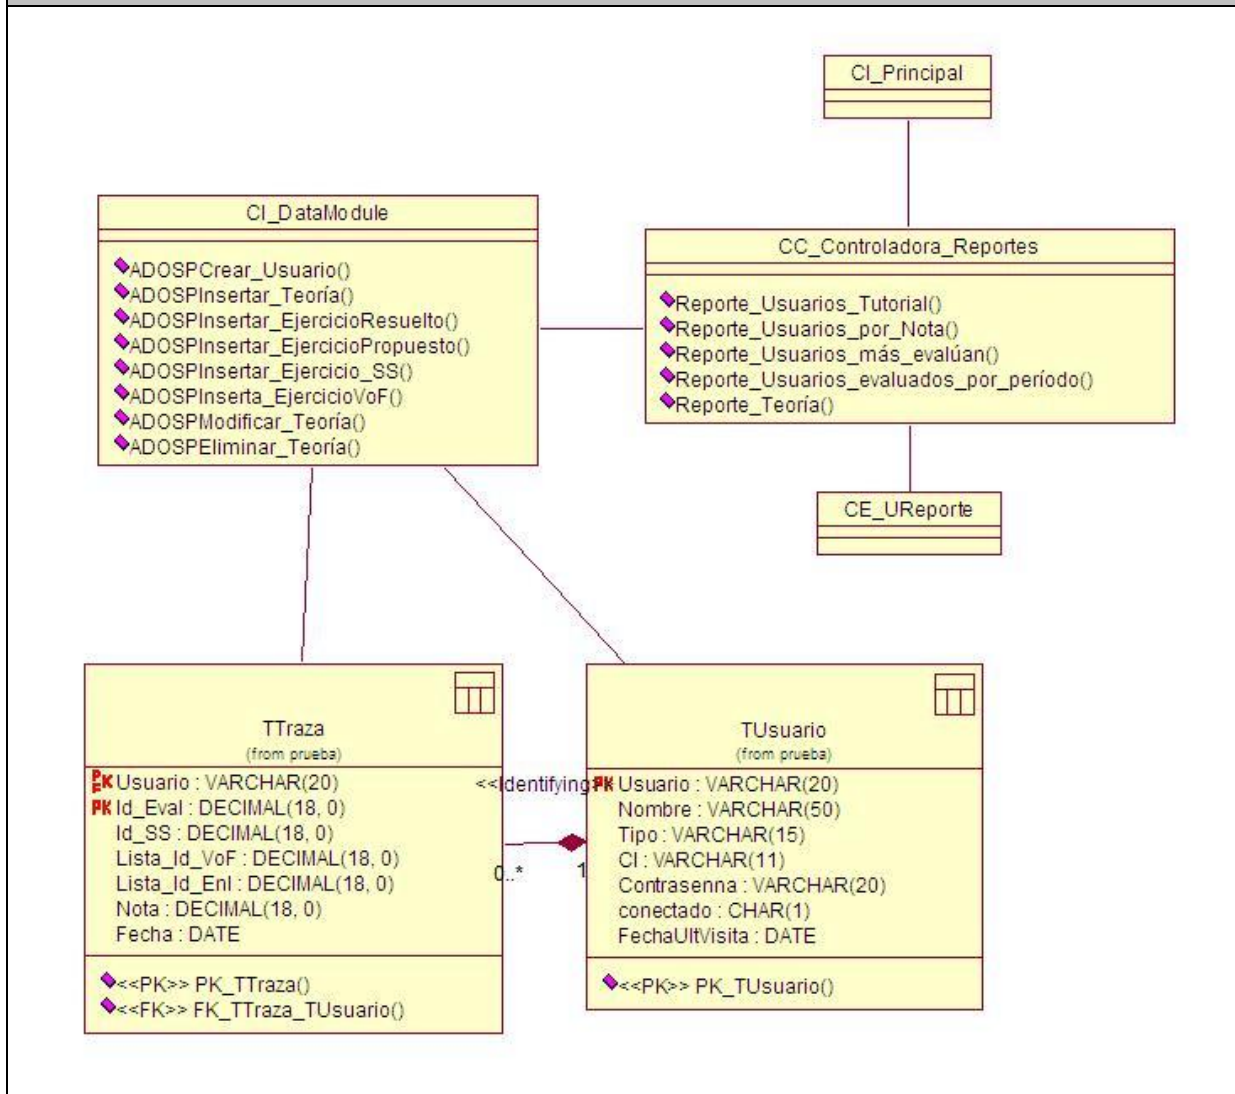 CI_Principal
CI_DataModule
ADOSPCrear_Usuario()
ADOSPInsertar_Teoría()
ADOSPInsertar_EjercicioResuelto()
ADOSPInsertar_EjercicioPropuesto()
ADOSPInsertar_Ejercicio_SS()
ADOSPInserta_EjercicioVoF()
ADOSPModificar_Teoría()
ADOSPEliminar_Teoría()
CC_Controladora_Reportes
Reporte_Usuarios_Tutorial()
Reporte_Usuarios_por_Nota()
Reporte_Usuarios_más_evalúan()
Reporte_Usuarios_evaluados_por_período()
Reporte_Teoría()
CE_UReporte
TTraza
(from prueba)
PF K Usuario : VARCHAR(20)
PK Id_Eval : DECIMAL(18, 0)
Id_SS : DECIMAL(18, 0)
Lista_Id_VoF : DECIMAL(18, 0)
Lista_Id_Enl : DECIMAL(18, 0)
Nota : DECIMAL(18, 0)
Fecha : DATE
<<PK>> PK_TTraza()
<<FK>> FK_TTraza_TUsuario()
<<Identifying
0..*
1
TUsuario
(from prueba)
PK Usuario : VARCHAR(20)
Nombre : VARCHAR(50)
Tipo : VARCHAR(15)
CI : VARCHAR(11)
Contrasenna : VARCHAR(20)
conectado : CHAR(1)
FechaUltVisita : DATE
<<PK>> PK_TUsuario()